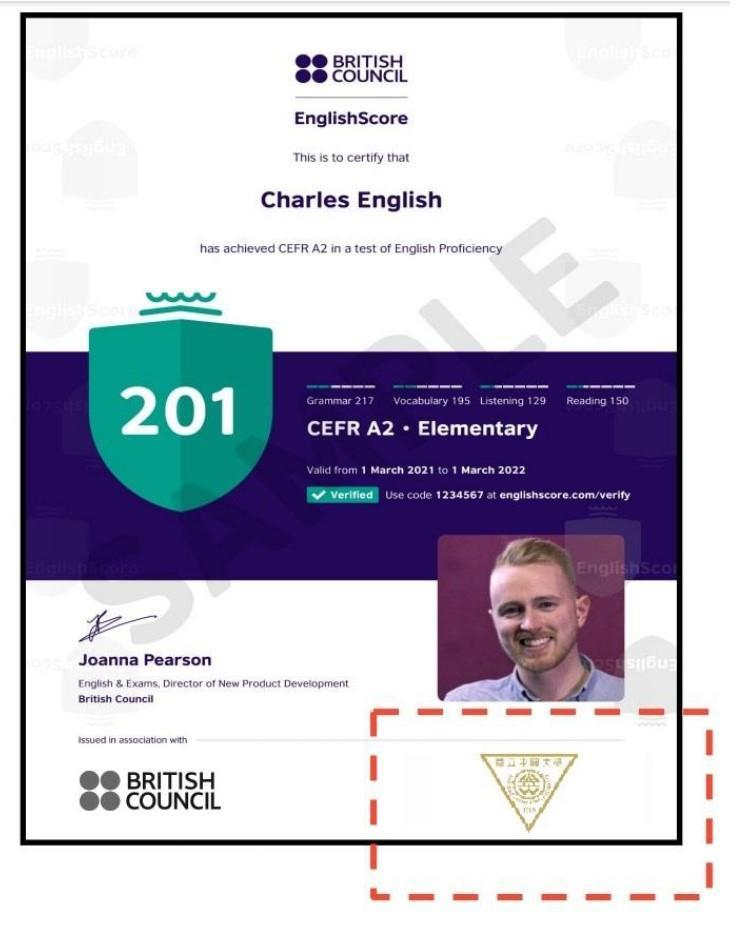 BRITISH
COUNCIL
EnglishScore
This is to certify that
Charles English
has achieved CEFR A2 in a test of English Proficiency
SAMPLE
201
Grammar 217 Vocabulary 195 Listening 129 Reading 150
CEFR A2 • Elementary
Valid from 1 March 2021 to 1 March 2022
Verified Use code 1234567 at englishscore.com/verify
Joanna Pearson
English & Exams, Director of New Product Development
British Council
Issued in association with
BRITISH
COUNCIL